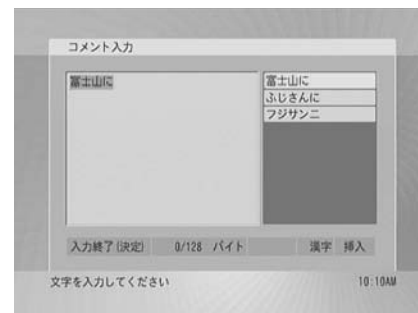 コメント入力
富士山に
富士山に
ふじさんに
フジサンニ
入力終了(決定) 0/128 バイト 漢字 挿入
文字を入力してください 10:10AM